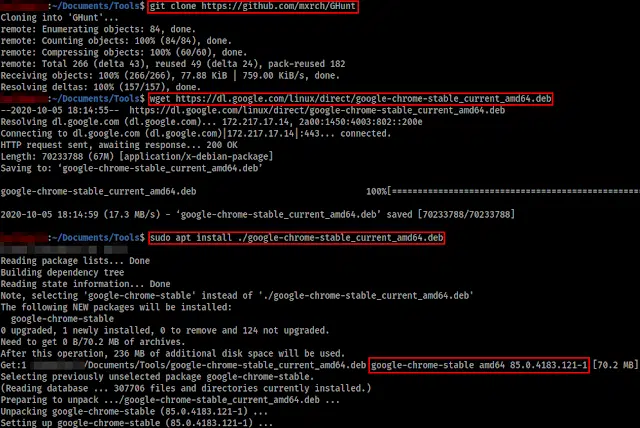 :~/Documents/Tools$ git clone https://github.com/mxrch/GHunt
Cloning into 'GHunt'...
remote: Enumerating objects: 84, done.
remote: Counting objects: 100% (84/84), done.
remote: Compressing objects: 100% (60/60), done.
remote: Total 266 (delta 43), reused 49 (delta 24), pack-reused 182
Receiving objects: 100% (266/266), 77.88 KiB | 759.00 KiB/s, done.
Resolving deltas: 100% (157/157), done.
:~/Documents/Tools$ wget https://dl.google.com/linux/direct/google-chrome-stable_current_amd64.deb
--2020-10-05 18:14:55-- https://dl.google.com/linux/direct/google-chrome-stable_current_amd64.deb
Resolving dl.google.com (dl.google.com)... 172.217.17.14, 2a00:1450:4003:802::200e
Connecting to dl.google.com (dl.google.com)|172.217.17.14|:443... connected.
HTTP request sent, awaiting response... 200 OK
Length: 70233788 (67M) [application/x-debian-package]
Saving to: ‘google-chrome-stable_current_amd64.deb’
google-chrome-stable_current_amd64.deb 100%[==================================================
2020-10-05 18:14:59 (17.3 MB/s) - ‘google-chrome-stable_current_amd64.deb’ saved [70233788/70233788]
:~/Documents/Tools$ sudo apt install ./google-chrome-stable_current_amd64.deb
Reading package lists... Done
Building dependency tree
Reading state information... Done
Note, selecting 'google-chrome-stable' instead of './google-chrome-stable_current_amd64.deb'
The following NEW packages will be installed:
google-chrome-stable
0 upgraded, 1 newly installed, 0 to remove and 124 not upgraded.
Need to get 0 B/70.2 MB of archives.
After this operation, 236 MB of additional disk space will be used.
Get:1 /Documents/Tools/google-chrome-stable_current_amd64.deb google-chrome-stable amd64 85.0.4183.121-1 [70.2 MB]
Selecting previously unselected package google-chrome-stable.
(Reading database ... 307706 files and directories currently installed.)
Preparing to unpack .../google-chrome-stable_current_amd64.deb ...
Unpacking google-chrome-stable (85.0.4183.121-1) ...
Setting up google-chrome-stable (85.0.4183.121-1) ...